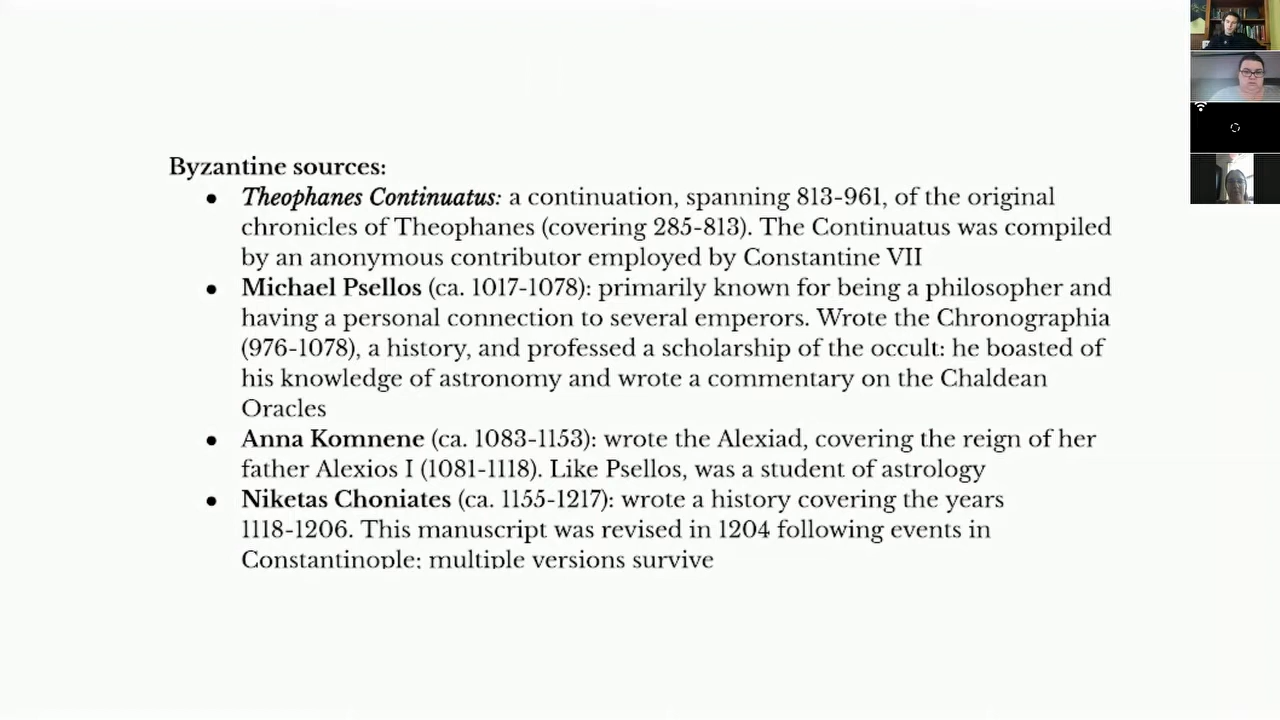 Byzantine sources:
● Theophanes Continuatus: a continuation, spanning 813-961, of the original
chronicles of Theophanes (covering 285-813). The Continuatus was compiled
by an anonymous contributor employed by Constantine VII
● Michael Psellos (ca. 1017-1078): primarily known for being a philosopher and
having a personal connection to several emperors. Wrote the Chronographia
(976-1078), a history, and professed a scholarship of the occult: he boasted of
his knowledge of astronomy and wrote a commentary on the Chaldean
Oracles
● Anna Komnene (ca. 1083-1153): wrote the Alexiad, covering the reign of her
father Alexios I (1081-1118). Like Psellos, was a student of astrology
● Niketas Choniates (ca. 1155-1217): wrote a history covering the years
1118-1206. This manuscript was revised in 1204 following events in
Constantinople; multiple versions survive